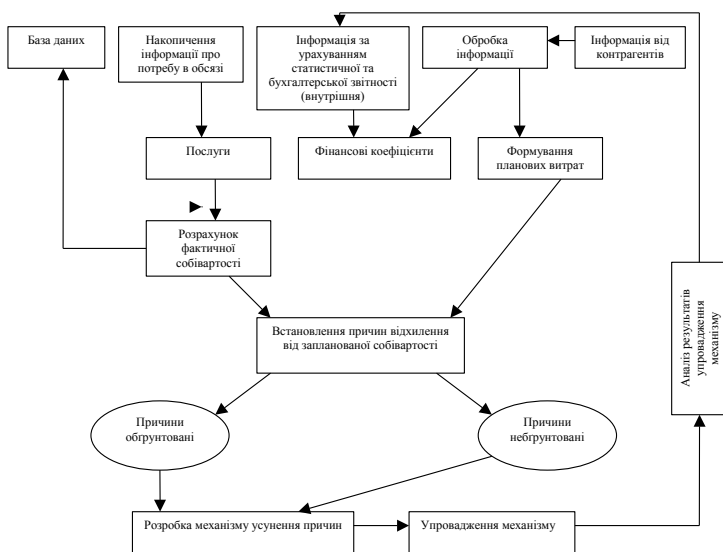 База даних
Накопичення
інформації про
потребу в обсязі
Інформація за
урахуванням
статистичної та
бухгалтерської звітності
(внутрішня)
Обробка
інформації
Інформація від
контрагентів
Послуги
Фінансові коефіцієнти
Формування
планових витрат
Розрахунок
фактичної
собівартості
Встановлення причин відхилення
від запланованої собівартості
Аналіз результатів
упровадження
механізму
Причини
обґрунтовані
Причини
небґрунтовані
Розробка механізму усунення причин
Упровадження механізму